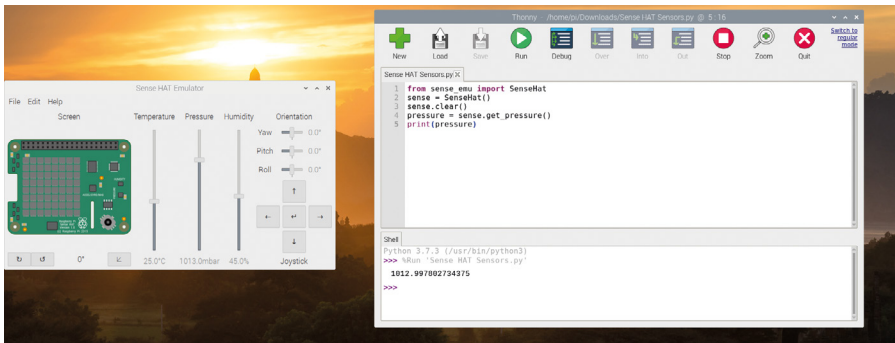 Thonny - /home/pi/Downloads/Sense HAT Sensors.py @ 5 : 16
New Load Save Run Debug Over Into Out Stop Zoom Quit
Switch to
regular
mode
Sense HAT Sensors.py
1 from sense_emu import SenseHat
2 sense = SenseHat()
3 sense.clear()
4 pressure = sense.get_pressure()
5 print(pressure)
Shell
Python 3.7.3 (/usr/bin/python3)
>>> %Run 'Sense HAT Sensors.py'
1012.997802734375
>>>
Sense HAT Emulator
File Edit Help
Screen Temperature Pressure Humidity Orientation
Yaw 0.0°
Pitch 0.0°
Roll 0.0°
↑
← ↵ →
↓
0° 25.0°C 1013.0mbar 45.0% Joystick